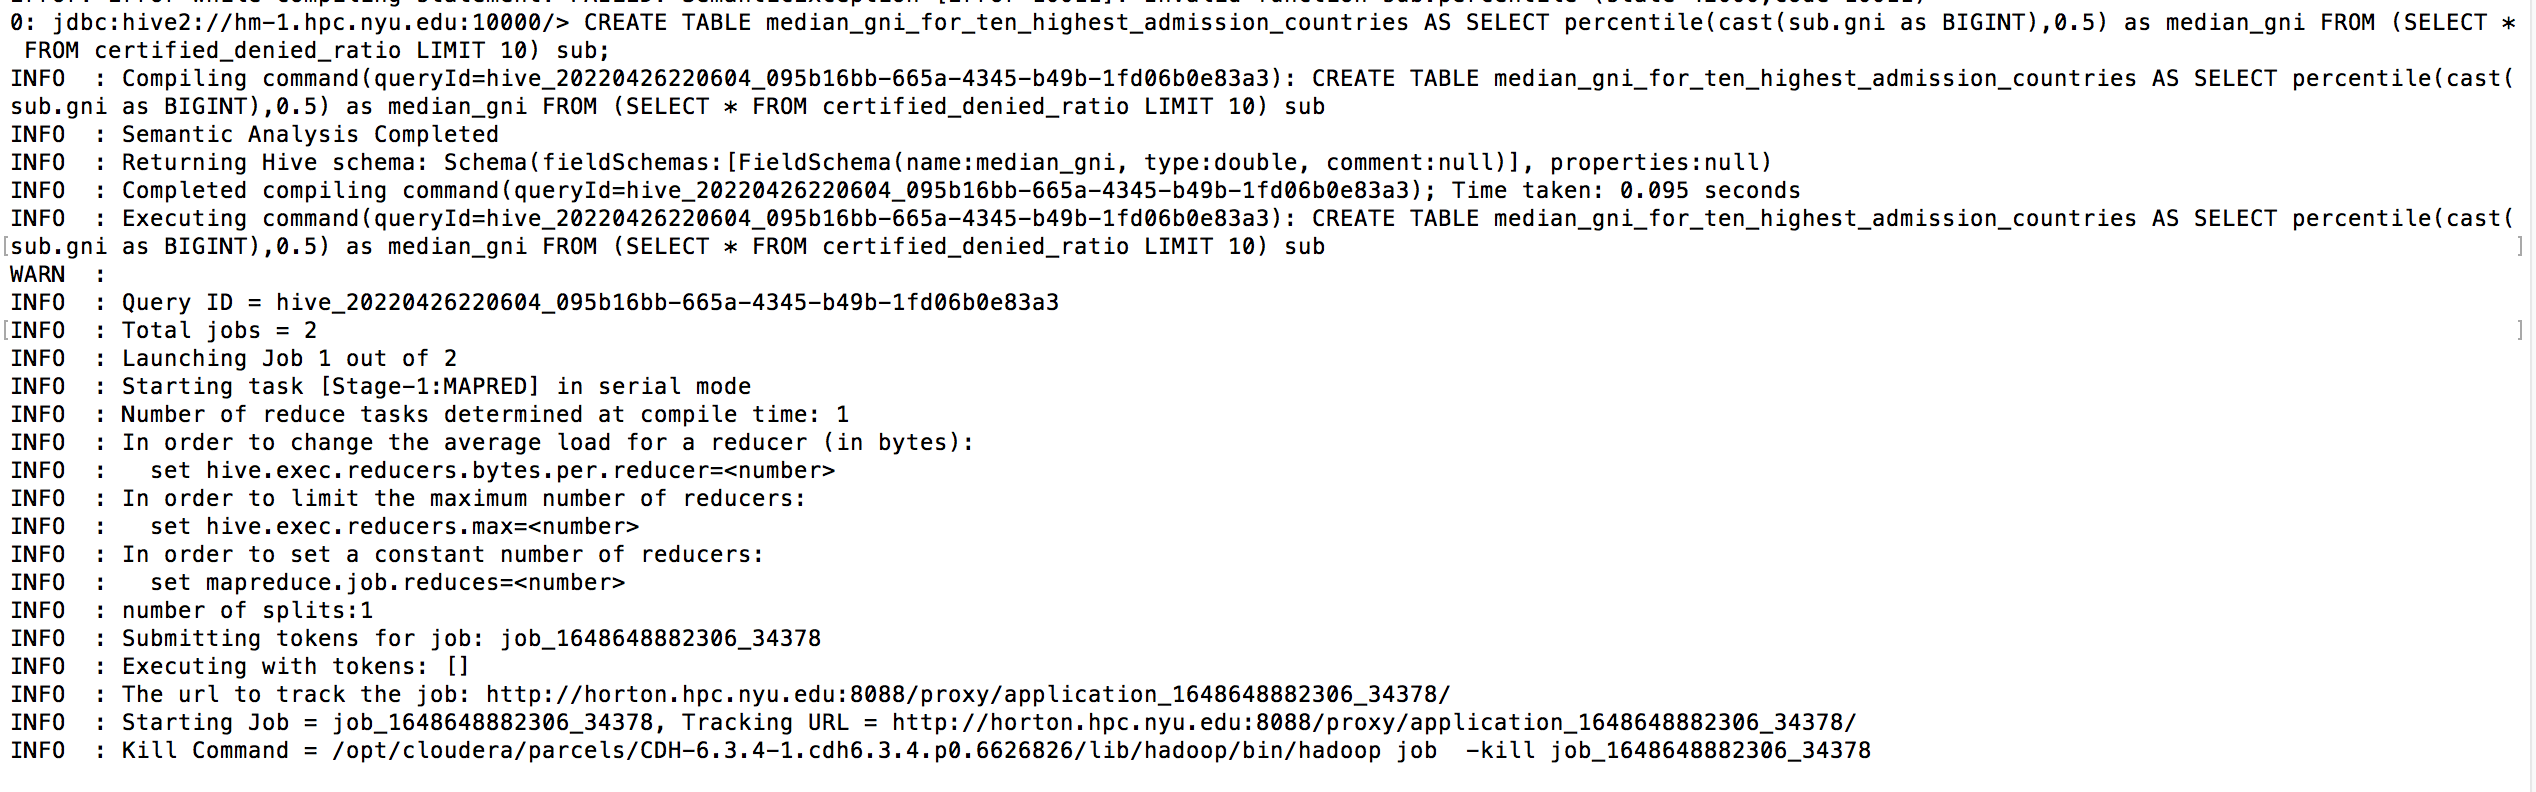 0: jdbc:hive2://hm-1.hpc.nyu.edu:10000/> CREATE TABLE median_gni_for_ten_highest_admission_countries AS SELECT percentile(cast(sub.gni as BIGINT),0.5) as median_gni FROM (SELECT *
 FROM certified_denied_ratio LIMIT 10) sub;
INFO  : Compiling command(queryId=hive_20220426220604_095b16bb-665a-4345-b49b-1fd06b0e83a3): CREATE TABLE median_gni_for_ten_highest_admission_countries AS SELECT percentile(cast(
sub.gni as BIGINT),0.5) as median_gni FROM (SELECT * FROM certified_denied_ratio LIMIT 10) sub
INFO  : Semantic Analysis Completed
INFO  : Returning Hive schema: Schema(fieldSchemas:[FieldSchema(name:median_gni, type:double, comment:null)], properties:null)
INFO  : Completed compiling command(queryId=hive_20220426220604_095b16bb-665a-4345-b49b-1fd06b0e83a3); Time taken: 0.095 seconds
INFO  : Executing command(queryId=hive_20220426220604_095b16bb-665a-4345-b49b-1fd06b0e83a3): CREATE TABLE median_gni_for_ten_highest_admission_countries AS SELECT percentile(cast(
[sub.gni as BIGINT),0.5) as median_gni FROM (SELECT * FROM certified_denied_ratio LIMIT 10) sub ]
WARN  :
INFO  : Query ID = hive_20220426220604_095b16bb-665a-4345-b49b-1fd06b0e83a3
[INFO  : Total jobs = 2 ]
INFO  : Launching Job 1 out of 2
INFO  : Starting task [Stage-1:MAPRED] in serial mode
INFO  : Number of reduce tasks determined at compile time: 1
INFO  : In order to change the average load for a reducer (in bytes):
INFO  :   set hive.exec.reducers.bytes.per.reducer=<number>
INFO  : In order to limit the maximum number of reducers:
INFO  :   set hive.exec.reducers.max=<number>
INFO  : In order to set a constant number of reducers:
INFO  :   set mapreduce.job.reduces=<number>
INFO  : number of splits:1
INFO  : Submitting tokens for job: job_1648648882306_34378
INFO  : Executing with tokens: []
INFO  : The url to track the job: http://horton.hpc.nyu.edu:8088/proxy/application_1648648882306_34378/
INFO  : Starting Job = job_1648648882306_34378, Tracking URL = http://horton.hpc.nyu.edu:8088/proxy/application_1648648882306_34378/
INFO  : Kill Command = /opt/cloudera/parcels/CDH-6.3.4-1.cdh6.3.4.p0.6626826/lib/hadoop/bin/hadoop job  -kill job_1648648882306_34378